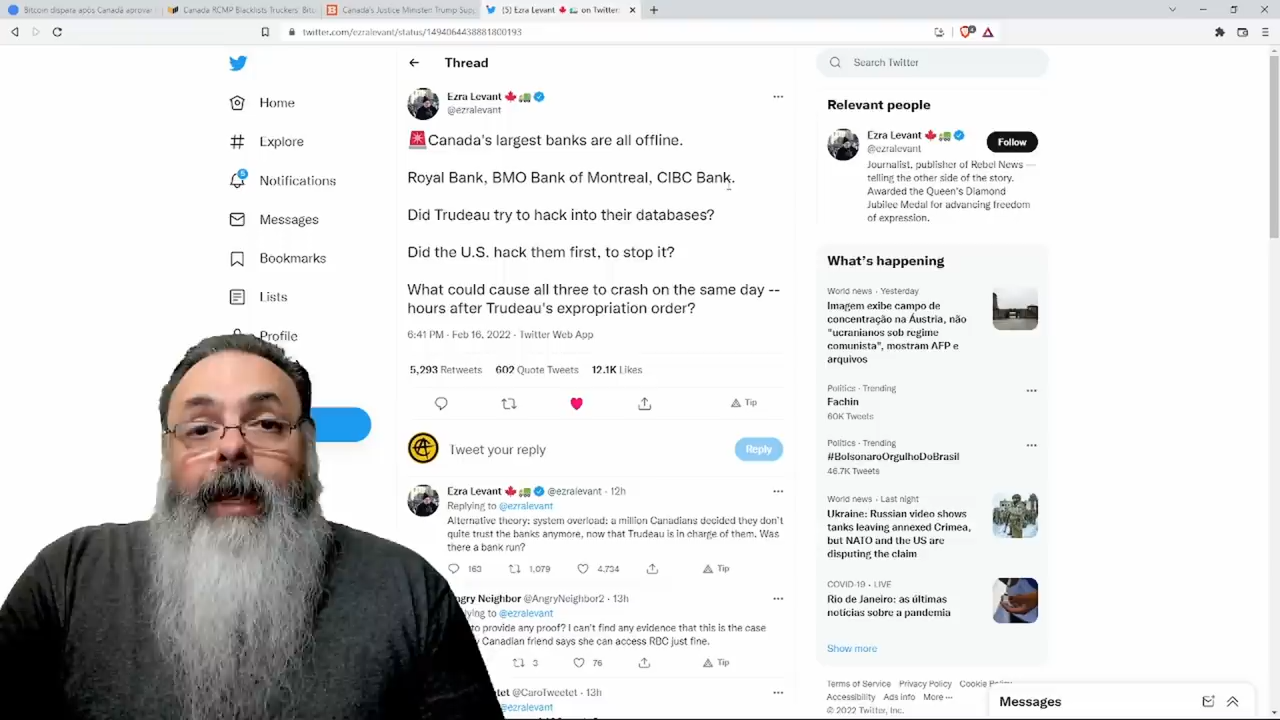 Bitcoin dispara após Canadá aprovar
Canada RCMP Blacklists Truckers' Bitc
Canada's Justice Minister: Trump Supp
(5) Ezra Levant on Twitter:
twitter.com/ezralevant/status/1494064438881800193
Thread
Search Twitter
Home
Explore
5
Notifications
Messages
Bookmarks
Lists
Profile
Ezra Levant
@ezralevant
Canada's largest banks are all offline.
Royal Bank, BMO Bank of Montreal, CIBC Bank.
Did Trudeau try to hack into their databases?
Did the U.S. hack them first, to stop it?
What could cause all three to crash on the same day --
hours after Trudeau's expropriation order?
6:41 PM · Feb 16, 2022 · Twitter Web App
5,293 Retweets 602 Quote Tweets 12.1K Likes
Tip
Tweet your reply
Reply
Ezra Levant @ezralevant · 12h
Replying to @ezralevant
Alternative theory: system overload: a million Canadians decided they don't
quite trust the banks anymore, now that Trudeau is in charge of them. Was
there a bank run?
163 1,079 4,734 Tip
ngry Neighbor @AngryNeighbor2 · 13h
lying to @ezralevant
to provide any proof? I can't find any evidence that this is the case
Canadian friend says she can access RBC just fine.
3 76 Tip
tet @CaroTweetet · 13h
@ezralevant
Relevant people
Ezra Levant
@ezralevant
Follow
Journalist, publisher of Rebel News —
telling the other side of the story.
Awarded the Queen's Diamond
Jubilee Medal for advancing freedom
of expression.
What's happening
World news · Yesterday
Imagem exibe campo de
concentração na Áustria, não
"ucranianos sob regime
comunista", mostram AFP e
arquivos
Politics · Trending
Fachin
60K Tweets
Politics · Trending
#BolsonaroOrgulhoDoBrasil
46.7K Tweets
World news · Last night
Ukraine: Russian video shows
tanks leaving annexed Crimea,
but NATO and the US are
disputing the claim
COVID-19 · LIVE
Rio de Janeiro: as últimas
notícias sobre a pandemia
Show more
Terms of Service Privacy Policy Cookie Policy
Accessibility Ads info More
© 2022 Twitter, Inc.
Messages